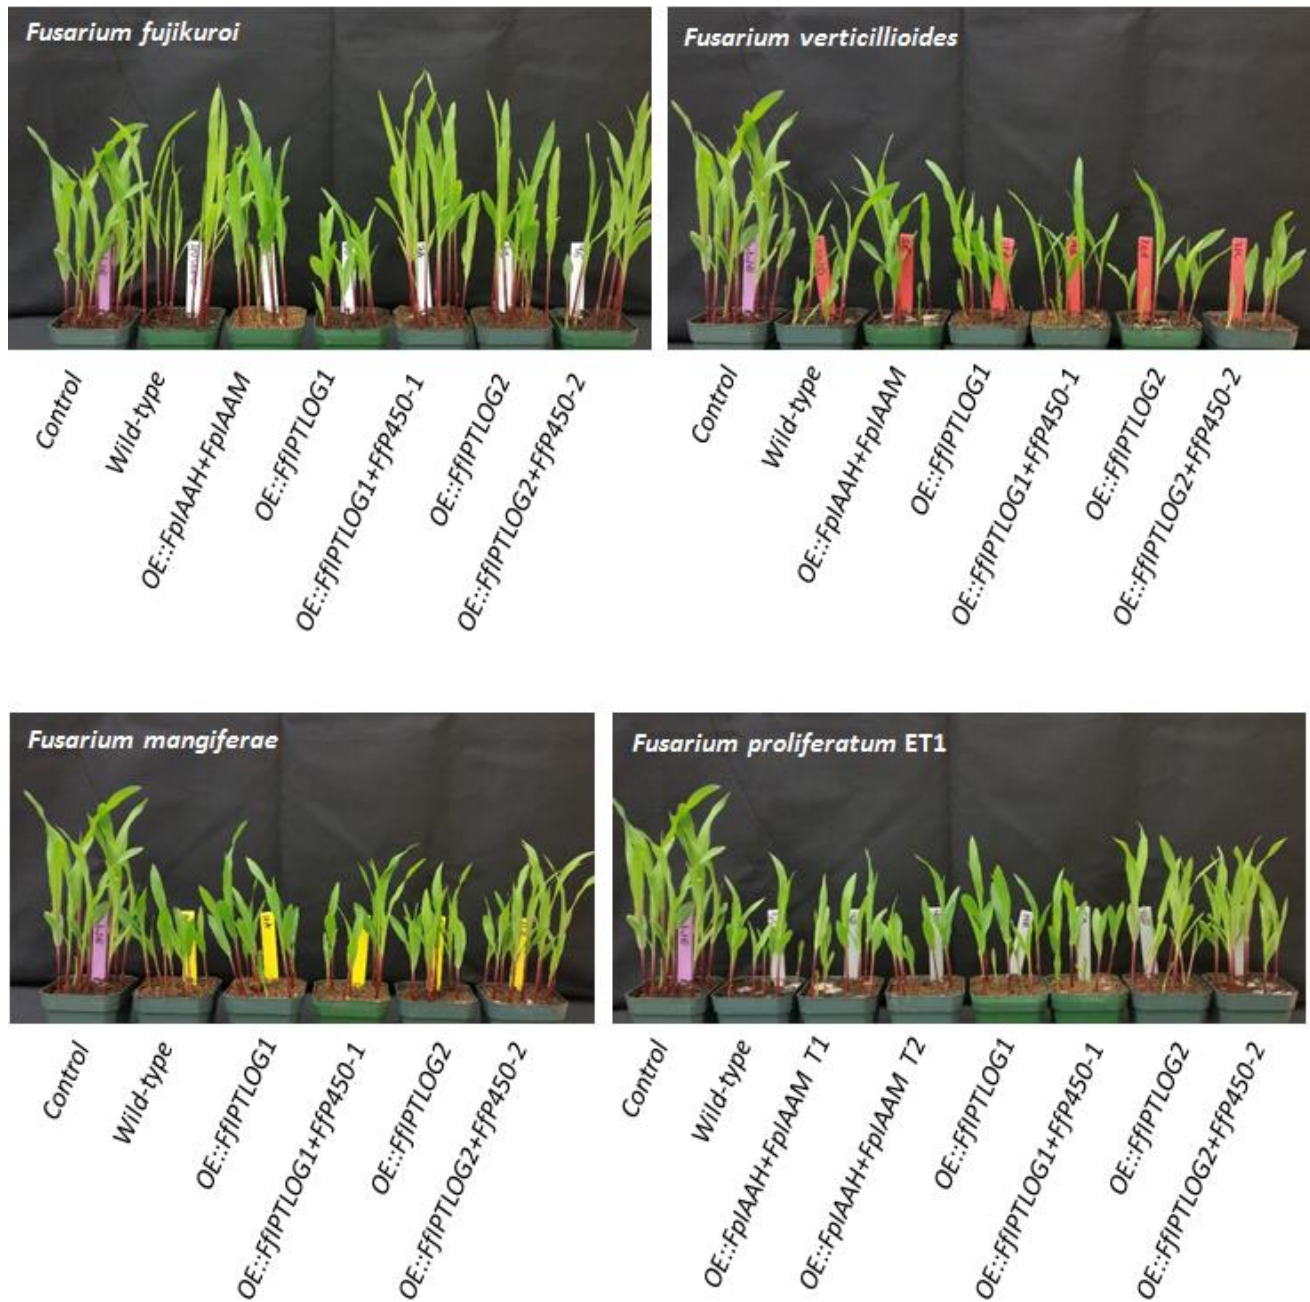 Fusarium fujikuroi
Fusarium verticillioides
Control
Wild-type
OE::FpIAAH+FpIAAM
OE::FfIPTLOG1
OE::FfIPTLOG1+FfP450-1
OE::FfIPTLOG2
OE::FfIPTLOG2+FfP450-2
Control
Wild-type
OE::FpIAAH+FpIAAM
OE::FfIPTLOG1
OE::FfIPTLOG1+FfP450-1
OE::FfIPTLOG2
OE::FfIPTLOG2+FfP450-2
Fusarium mangiferae
Fusarium proliferatum ET1
Control
Wild-type
OE::FfIPTLOG1
OE::FfIPTLOG1+FfP450-1
OE::FfIPTLOG2
OE::FfIPTLOG2+FfP450-2
Control
Wild-type
OE::FpIAAH+FpIAAM T1
OE::FpIAAH+FpIAAM T2
OE::FfIPTLOG1
OE::FfIPTLOG1+FfP450-1
OE::FfIPTLOG2
OE::FfIPTLOG2+FfP450-2